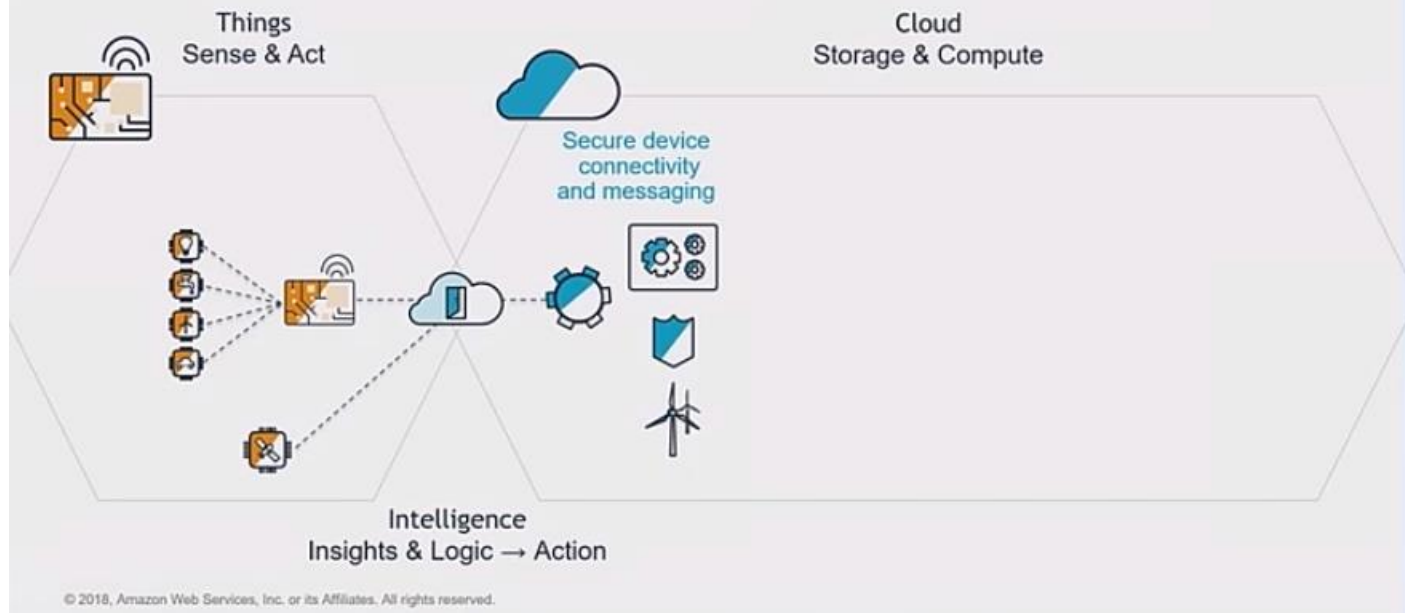 Things
Sense & Act
Cloud
Storage & Compute
Secure device
connectivity
and messaging
Intelligence
Insights & Logic → Action
© 2018, Amazon Web Services, Inc. or its Affiliates. All rights reserved.